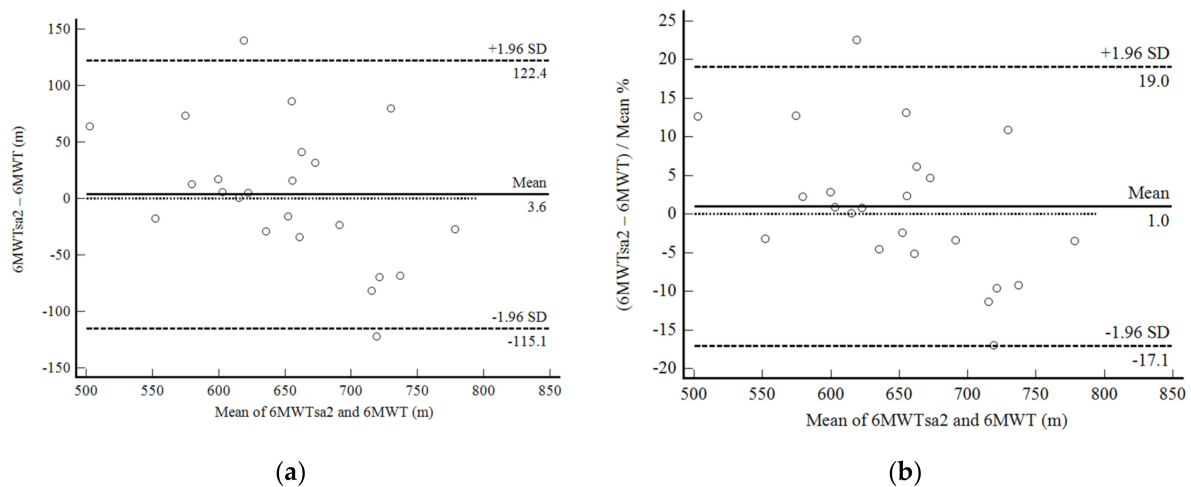 150
100
50
0
-50
-100
-150
6MWTsa2 – 6MWT (m)
+1.96 SD
122.4
Mean
3.6
-1.96 SD
-115.1
500 550 600 650 700 750 800 850
Mean of 6MWTsa2 and 6MWT (m)
(a)
25
20
15
10
5
0
-5
-10
-15
-20
(6MWTsa2 – 6MWT) / Mean %
+1.96 SD
19.0
Mean
1.0
-1.96 SD
-17.1
500 550 600 650 700 750 800 850
Mean of 6MWTsa2 and 6MWT (m)
(b)